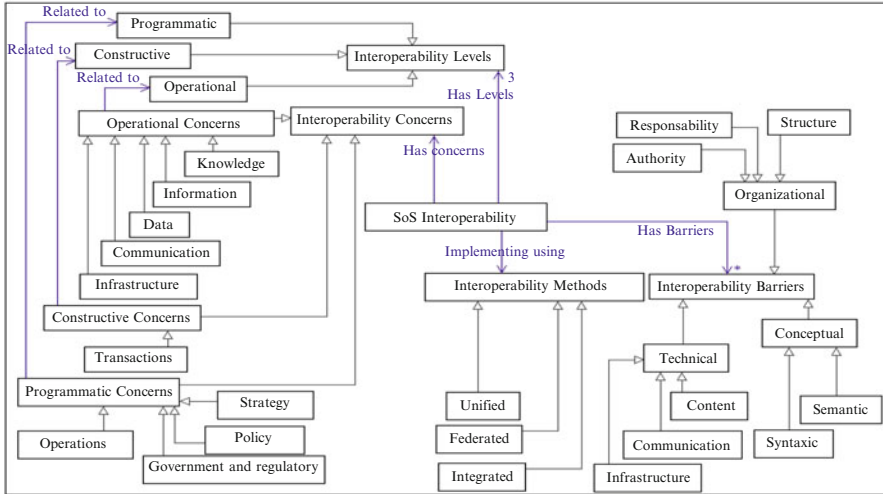 Related to
Programmatic
Related to
Constructive
Interoperability Levels
Related to
Operational
3
Has Levels
Operational Concerns
Interoperability Concerns
Knowledge
Has concerns
Information
Data
Communication
Infrastructure
Responsability
Structure
Authority
Organizational
SoS Interoperability
Has Barriers
Implementing using
*
Interoperability Methods
Interoperability Barriers
Constructive Concerns
Transactions
Conceptual
Technical
Programmatic Concerns
Strategy
Operations
Policy
Government and regulatory
Unified
Federated
Integrated
Content
Communication
Infrastructure
Semantic
Syntaxic